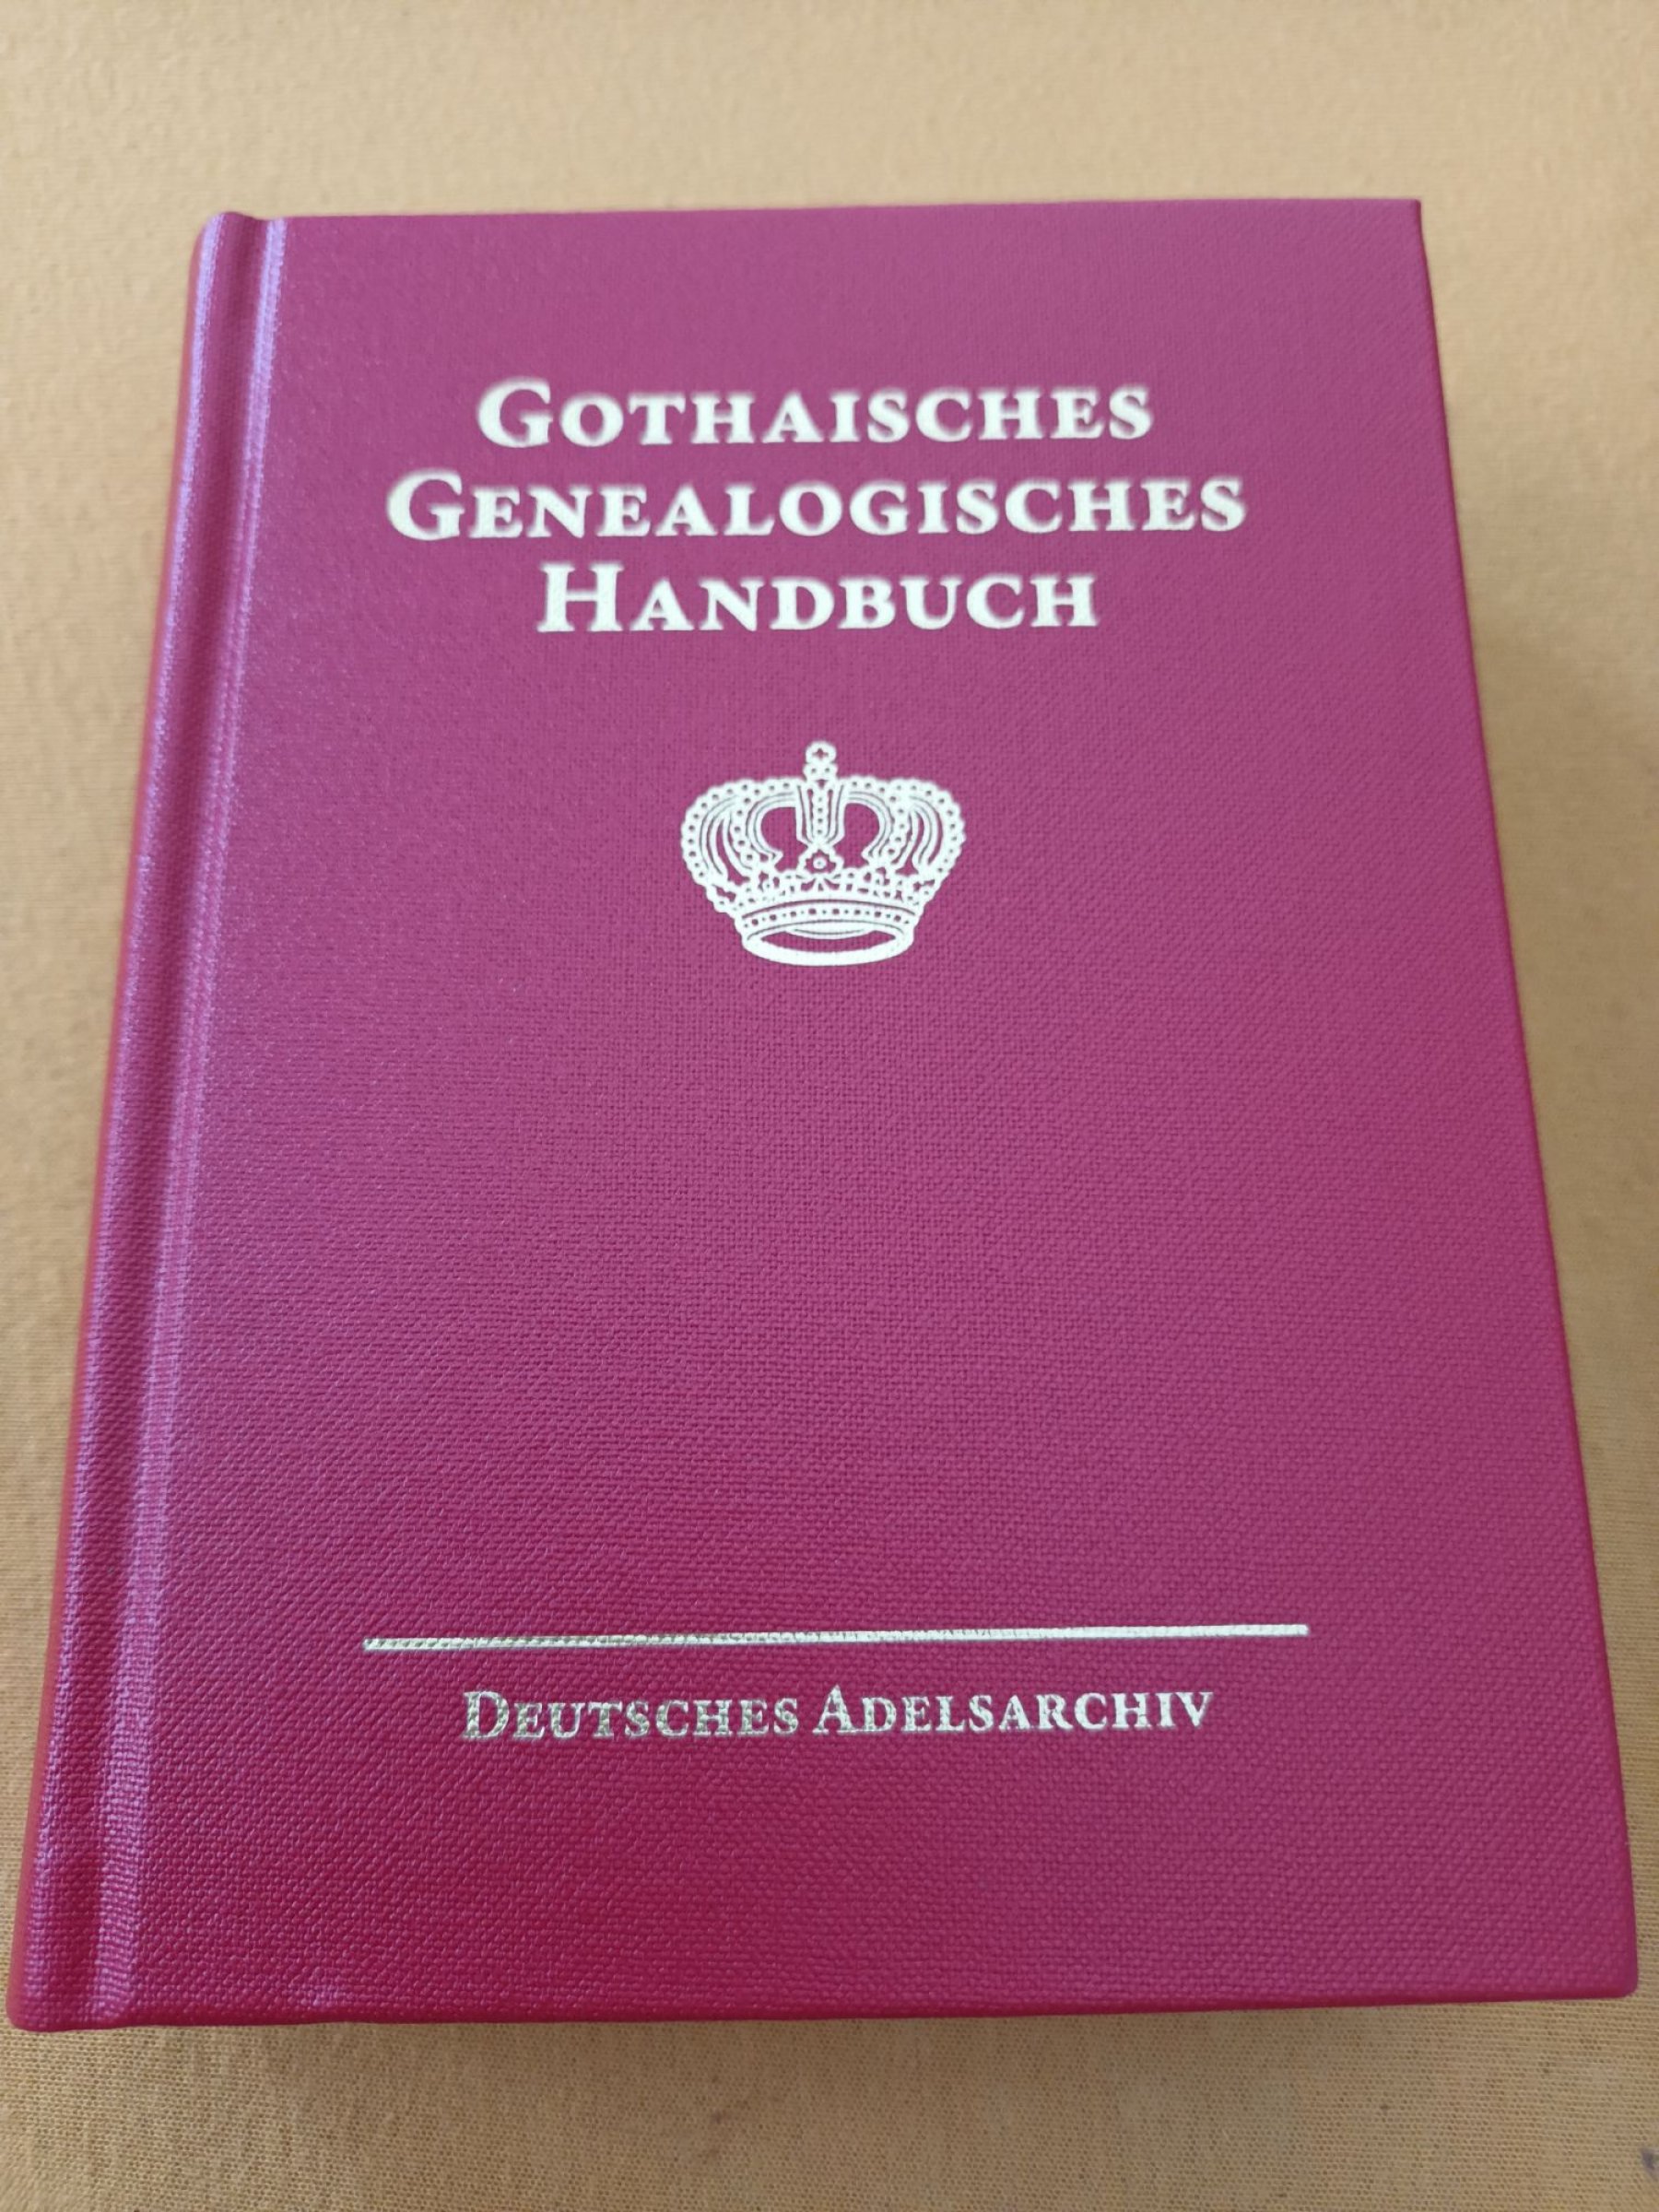 GOTHAISCHES
GENEALOGISCHES
HANDBUCH
DEUTSCHES ADELSARCHIV